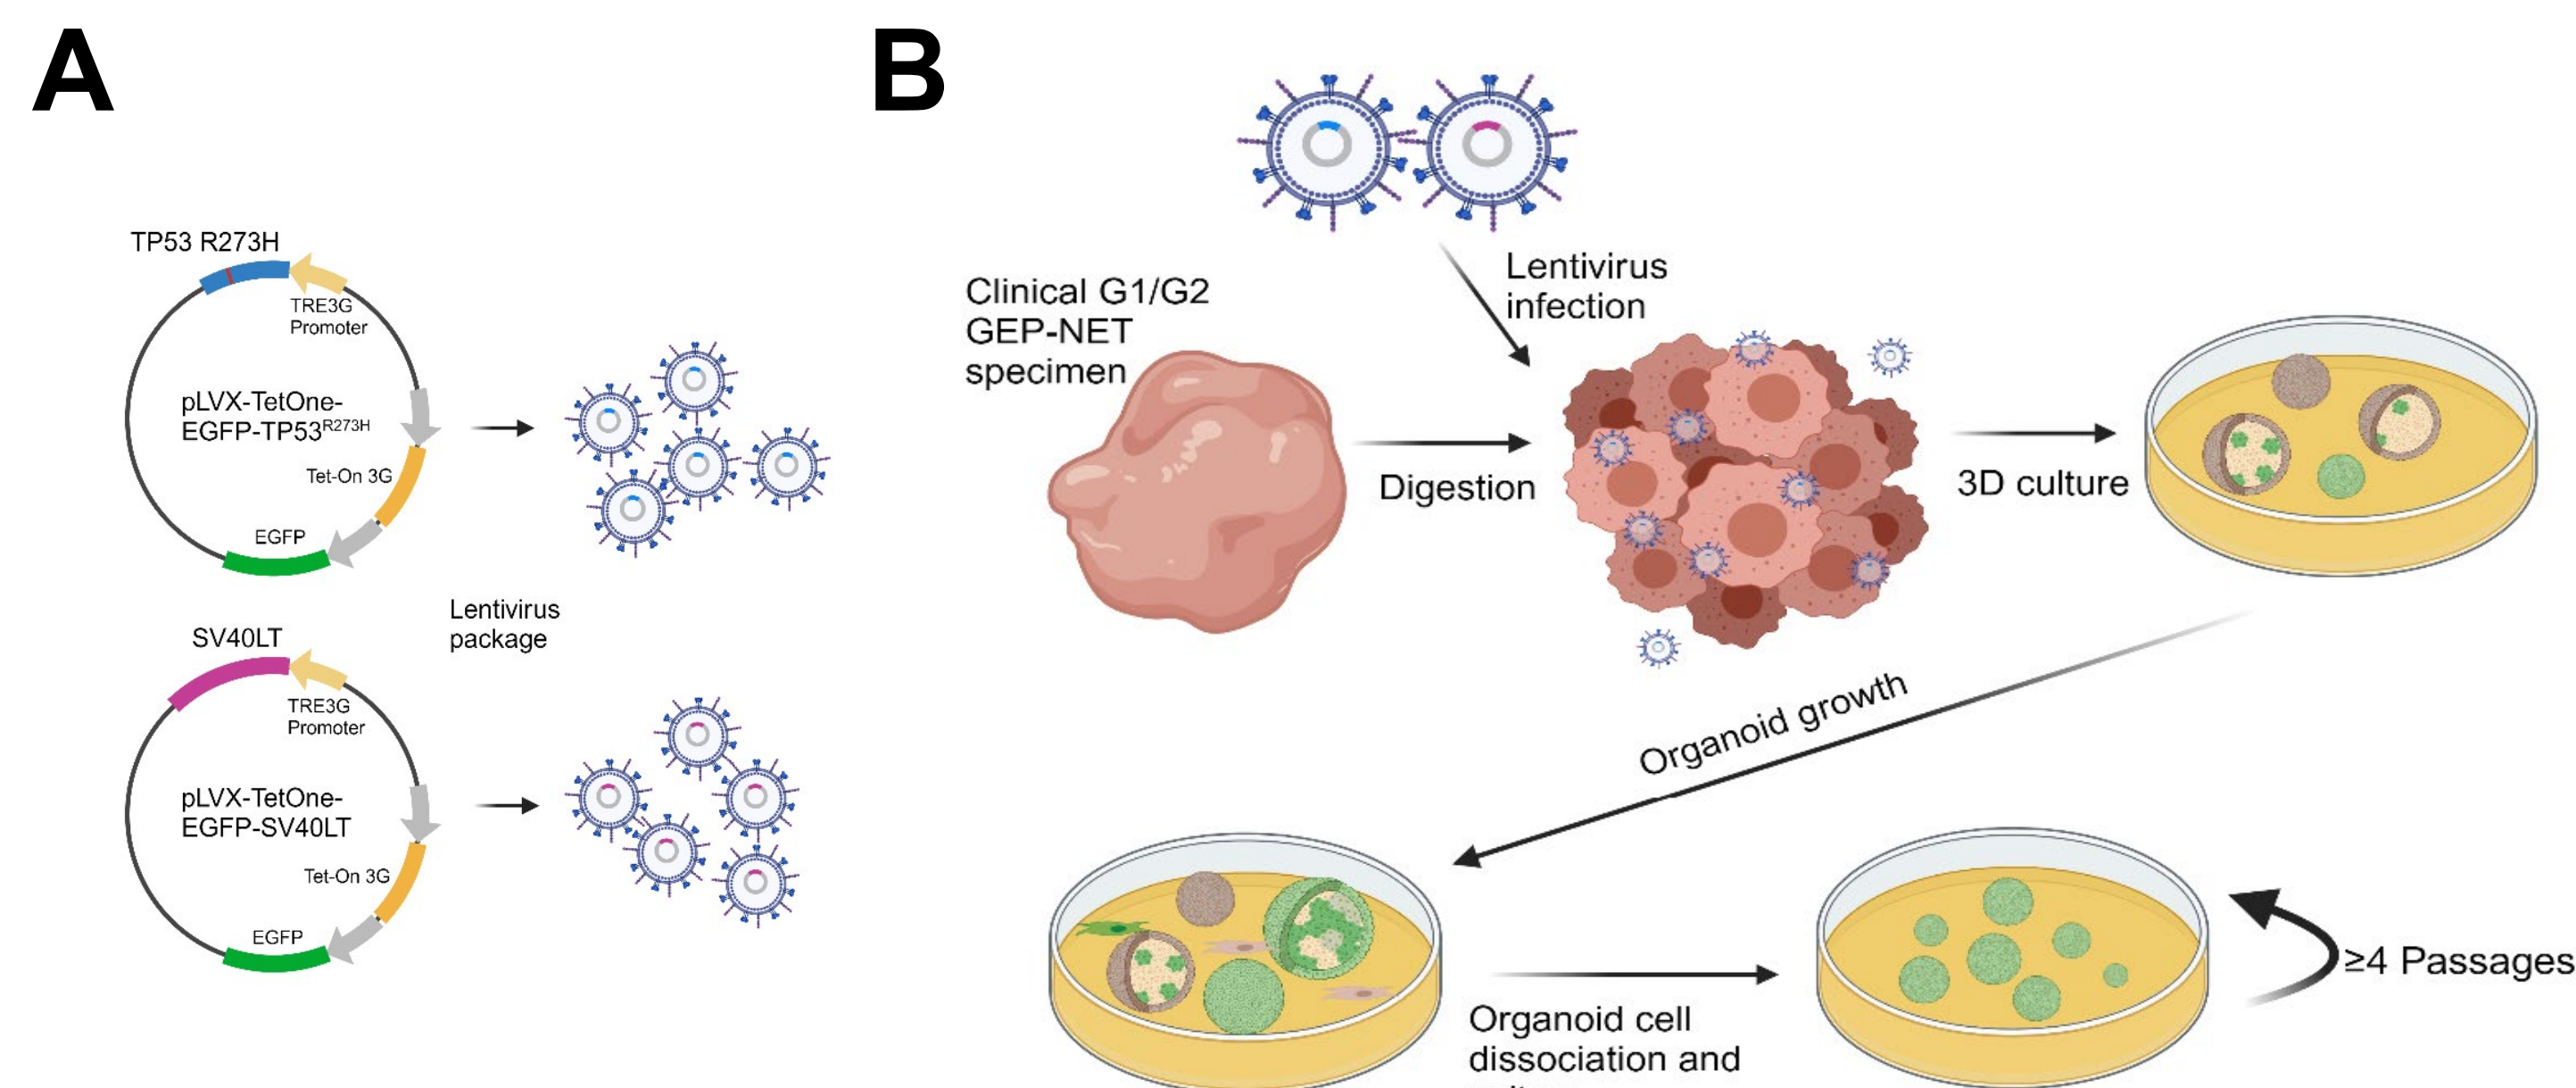 A
TP53 R273H
TRE3G
Promoter
pLVX-TetOne-
EGFP-TP53R273H
Tet-On 3G
EGFP
Lentivirus
package
SV40LT
TRE3G
Promoter
pLVX-TetOne-
EGFP-SV40LT
Tet-On 3G
EGFP
B
Lentivirus
infection
Clinical G1/G2
GEP-NET
specimen
Digestion
3D culture
Organoid growth
Organoid cell
dissociation and
≥4 Passages